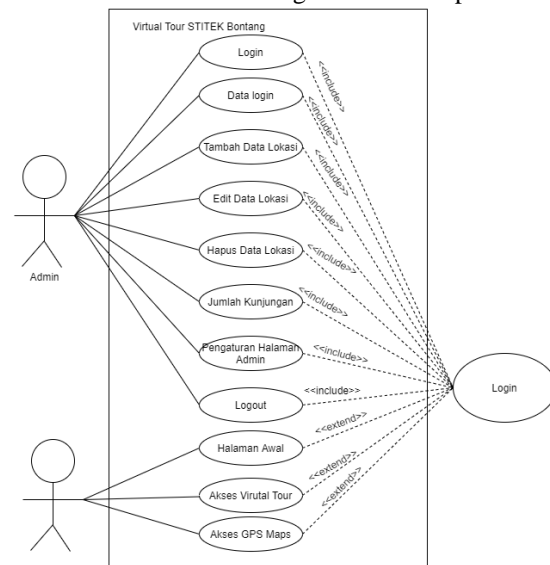 Virtual Tour STITEK Bontang
Login
<<include>>
Data login
<<include>>
Tambah Data Lokasi
<<include>>
Edit Data Lokasi
<<include>>
Hapus Data Lokasi
<<include>>
Jumlah Kunjungan
<<include>>
Pengaturan Halaman
Admin
<<include>>
Logout
<<include>>
Halaman Awal
<<extend>>
Akses Virutal Tour
<<extend>>
Akses GPS Maps
<<extend>>
Admin
Login